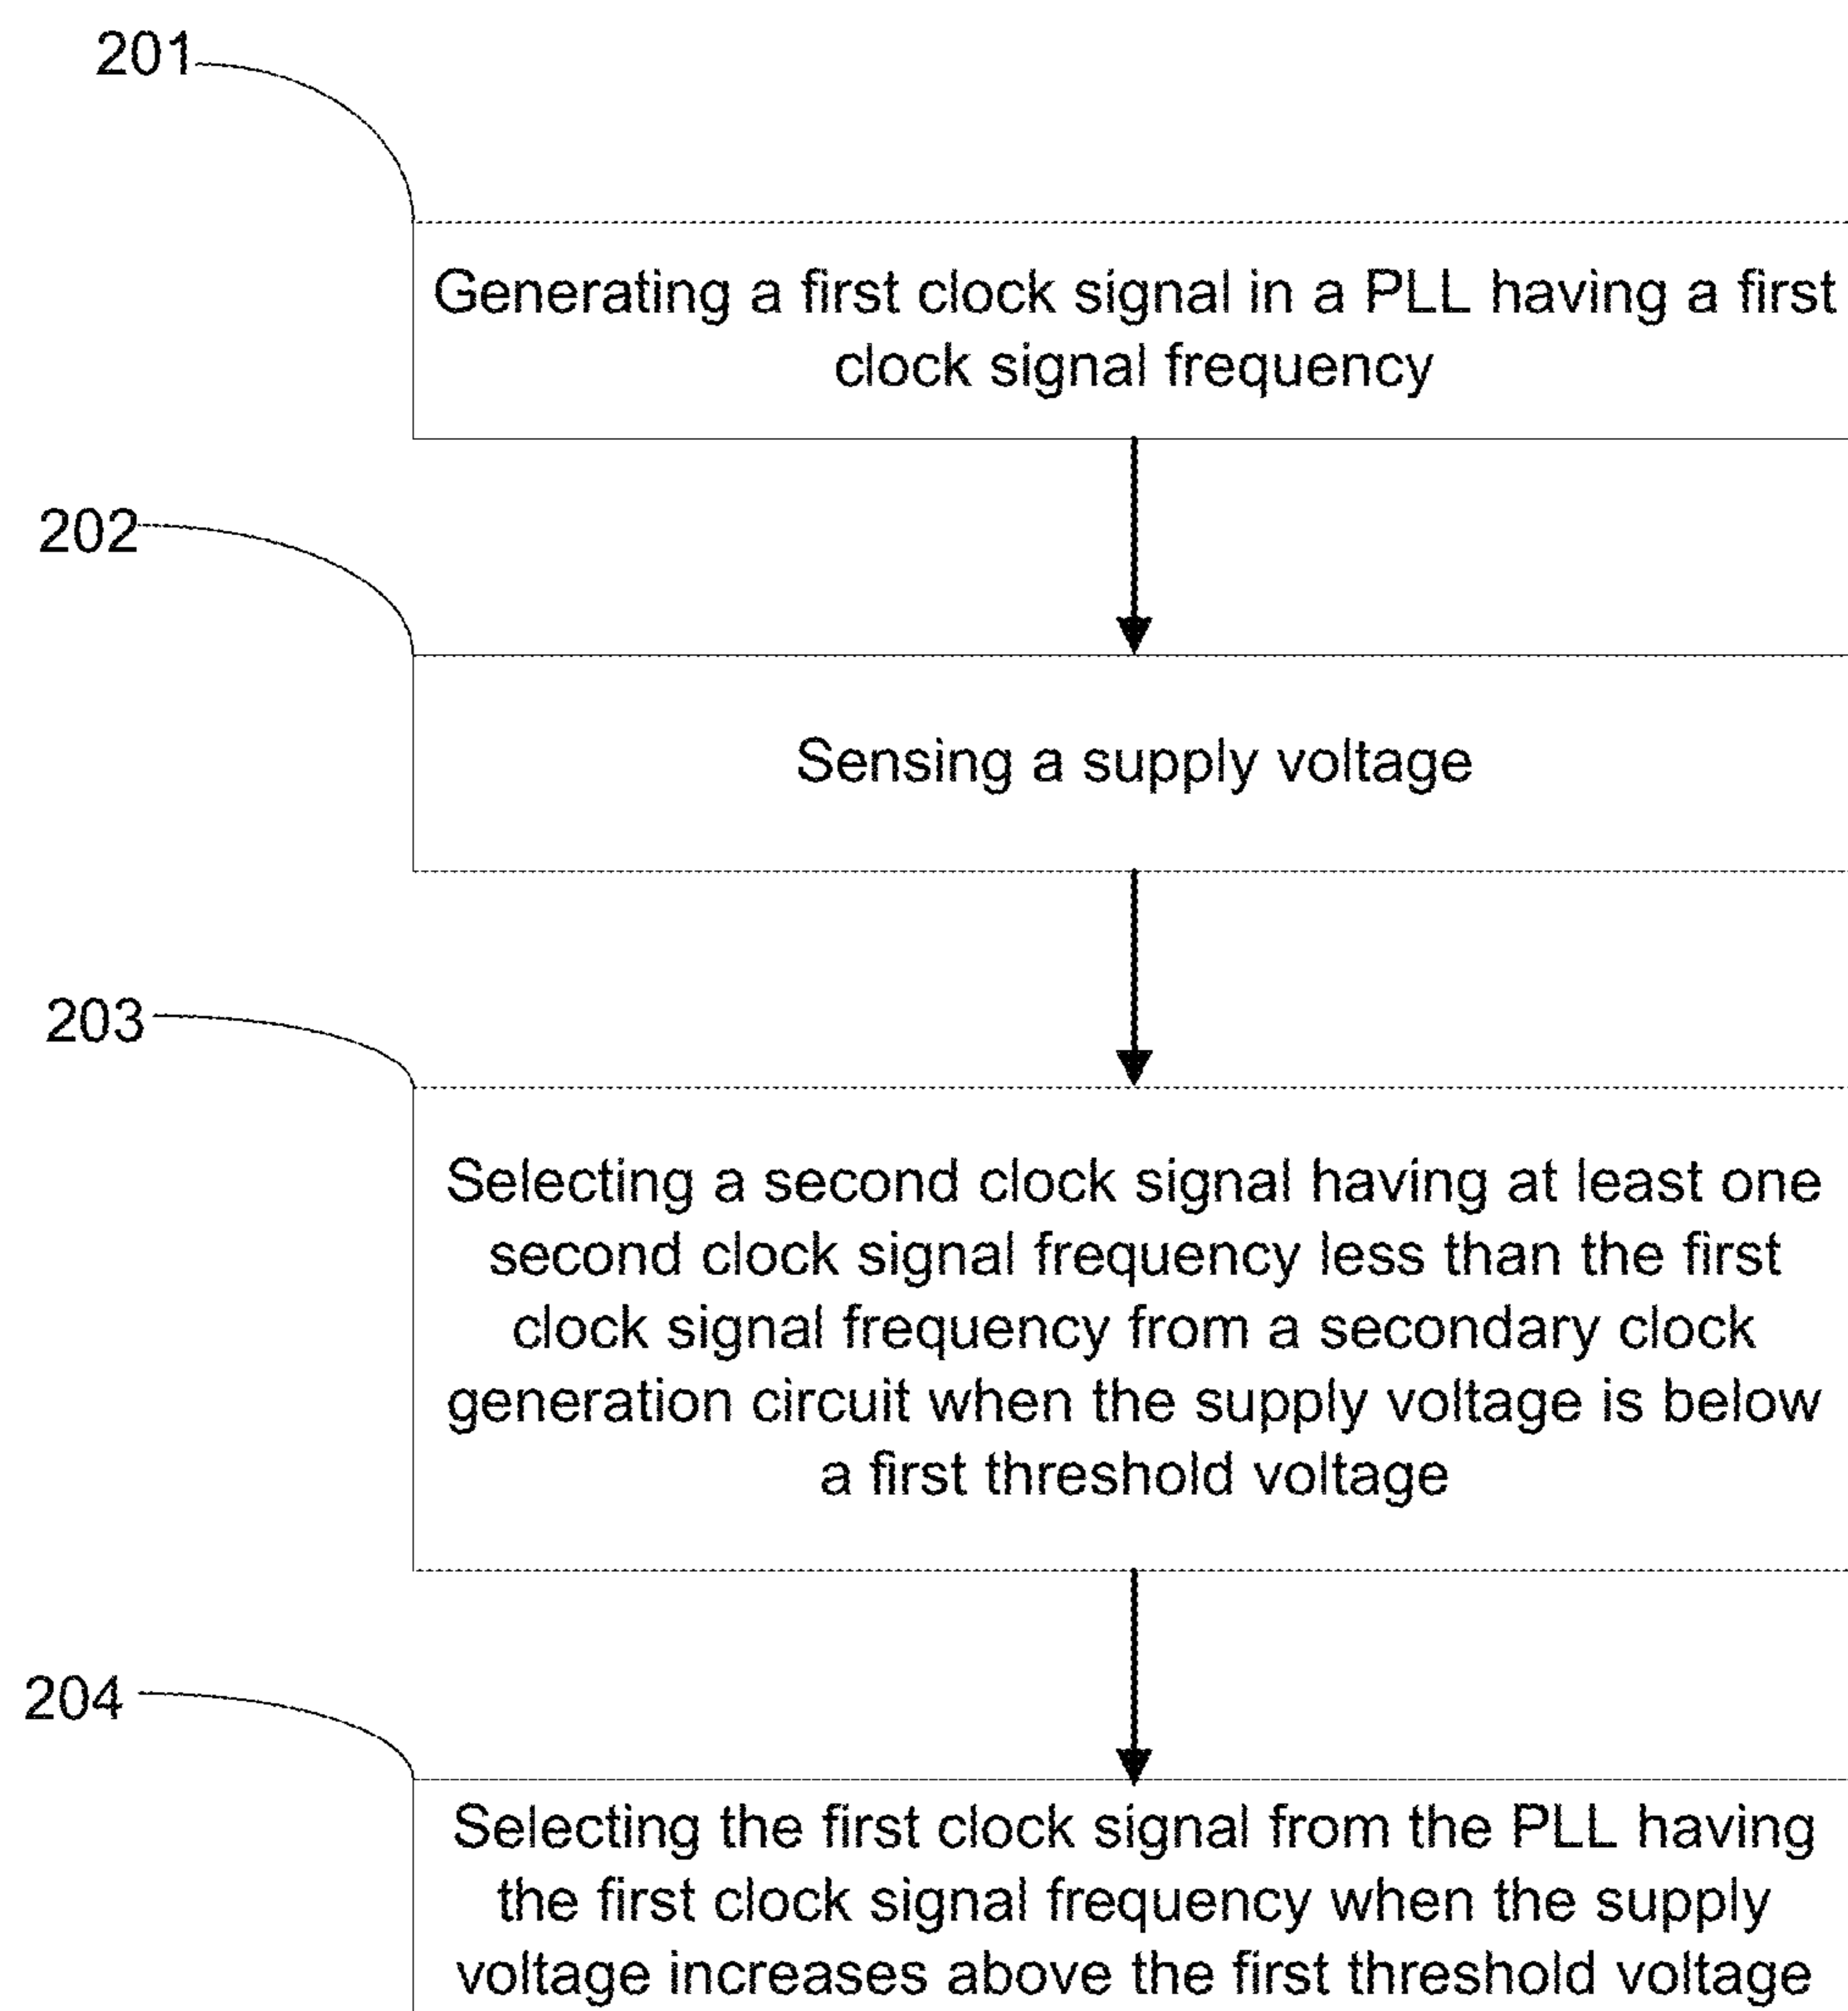 201
Generating a first clock signal in a PLL having a first
clock signal frequency
202
Sensing a supply voltage
203
Selecting a second clock signal having at least one
second clock signal frequency less than the first
clock signal frequency from a secondary clock
generation circuit when the supply voltage is below
a first threshold voltage
204
Selecting the first clock signal from the PLL having
the first clock signal frequency when the supply
voltage increases above the first threshold voltage